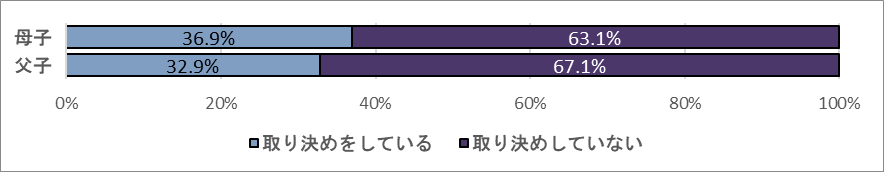 母子 36.9% 63.1%
父子 32.9% 67.1%
0% 20% 40% 60% 80% 100%
取り決めをしている 取り決めしていない